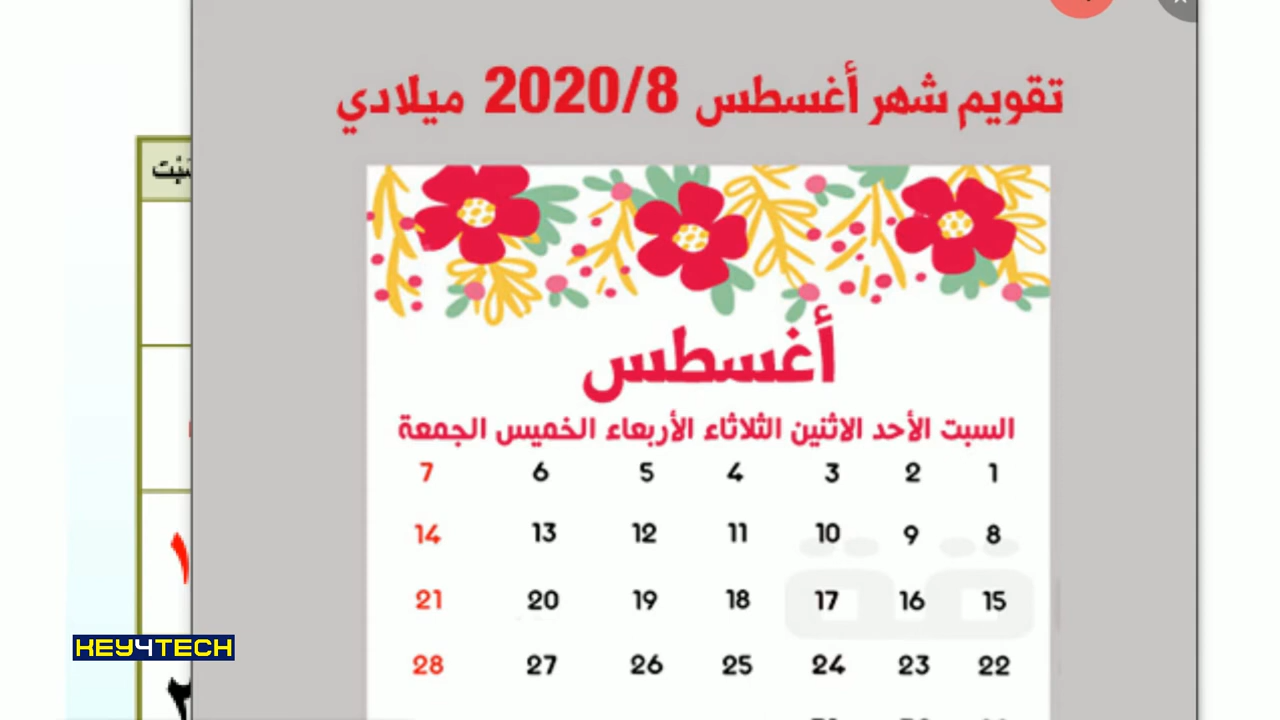 تقويم شهر أغسطس 2020/8 ميلادي
أغسطس
السبت الأحد الاثنين الثلاثاء الأربعاء الخميس الجمعة
1 2 3 4 5 6 7
8 9 10 11 12 13 14
15 16 17 18 19 20 21
22 23 24 25 26 27 28
KEY4TECH